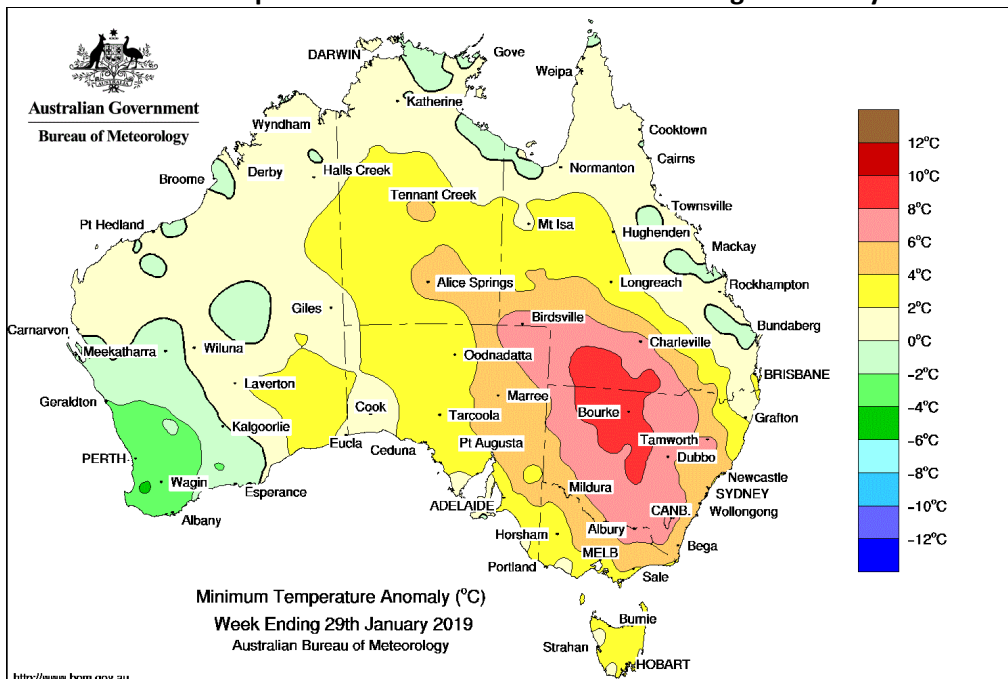 Australian Government
Bureau of Meteorology
DARWIN
Gove
Weipa
Katherine
Wyndham
Cooktown
Cairns
Broome
Derby
Halls Creek
Normanton
Tennant Creek
Townsville
Pt Hedland
Mt Isa
Hughenden
Mackay
Alice Springs
Longreach
Rockhampton
Giles
Birdsville
Carnarvon
Bundaberg
Meekatharra
Wiluna
Oodnadatta
Charleville
Laverton
BRISBANE
Geraldton
Marree
Cook
Bourke
Grafton
Tarcoola
Kalgoorlie
Eucla
Ceduna
Pt Augusta
Tamworth
PERTH
Dubbo
Wagin
Esperance
Mildura
Newcastle
SYDNEY
ADELAIDE
CANB.
Wollongong
Albany
Horsham
Albury
Bega
MELB
Portland
Sale
Burnie
Strahan
HOBART
12°C
10°C
8°C
6°C
4°C
2°C
0°C
-2°C
-4°C
-6°C
-8°C
-10°C
-12°C
Minimum Temperature Anomaly (°C)
Week Ending 29th January 2019
Australian Bureau of Meteorology
http://www.bom.gov.au